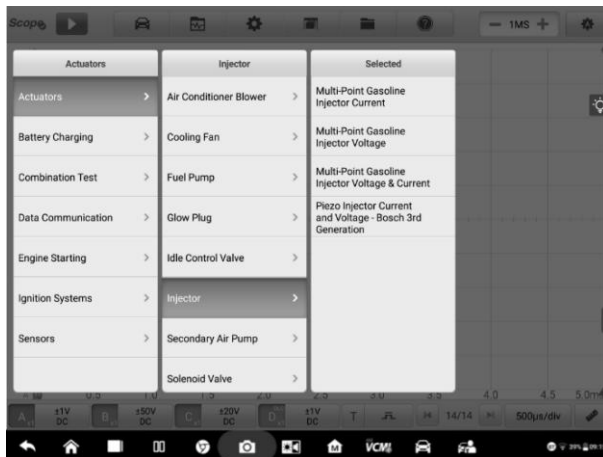 Scope
1MS
Actuators
Injector
Selected
Actuators
Battery Charging
Combination Test
Data Communication
Engine Starting
Ignition Systems
Sensors
Air Conditioner Blower
Cooling Fan
Fuel Pump
Glow Plug
Idle Control Valve
Injector
Secondary Air Pump
Solenoid Valve
Multi-Point Gasoline
Injector Current
Multi-Point Gasoline
Injector Voltage
Multi-Point Gasoline
Injector Voltage & Current
Piezo Injector Current
and Voltage - Bosch 3rd
Generation
4.0 4.5 5.0m
A ±1V DC B ±50V DC C ±20V DC D ±1V DC T 14/14 500μs/div
M VCMI